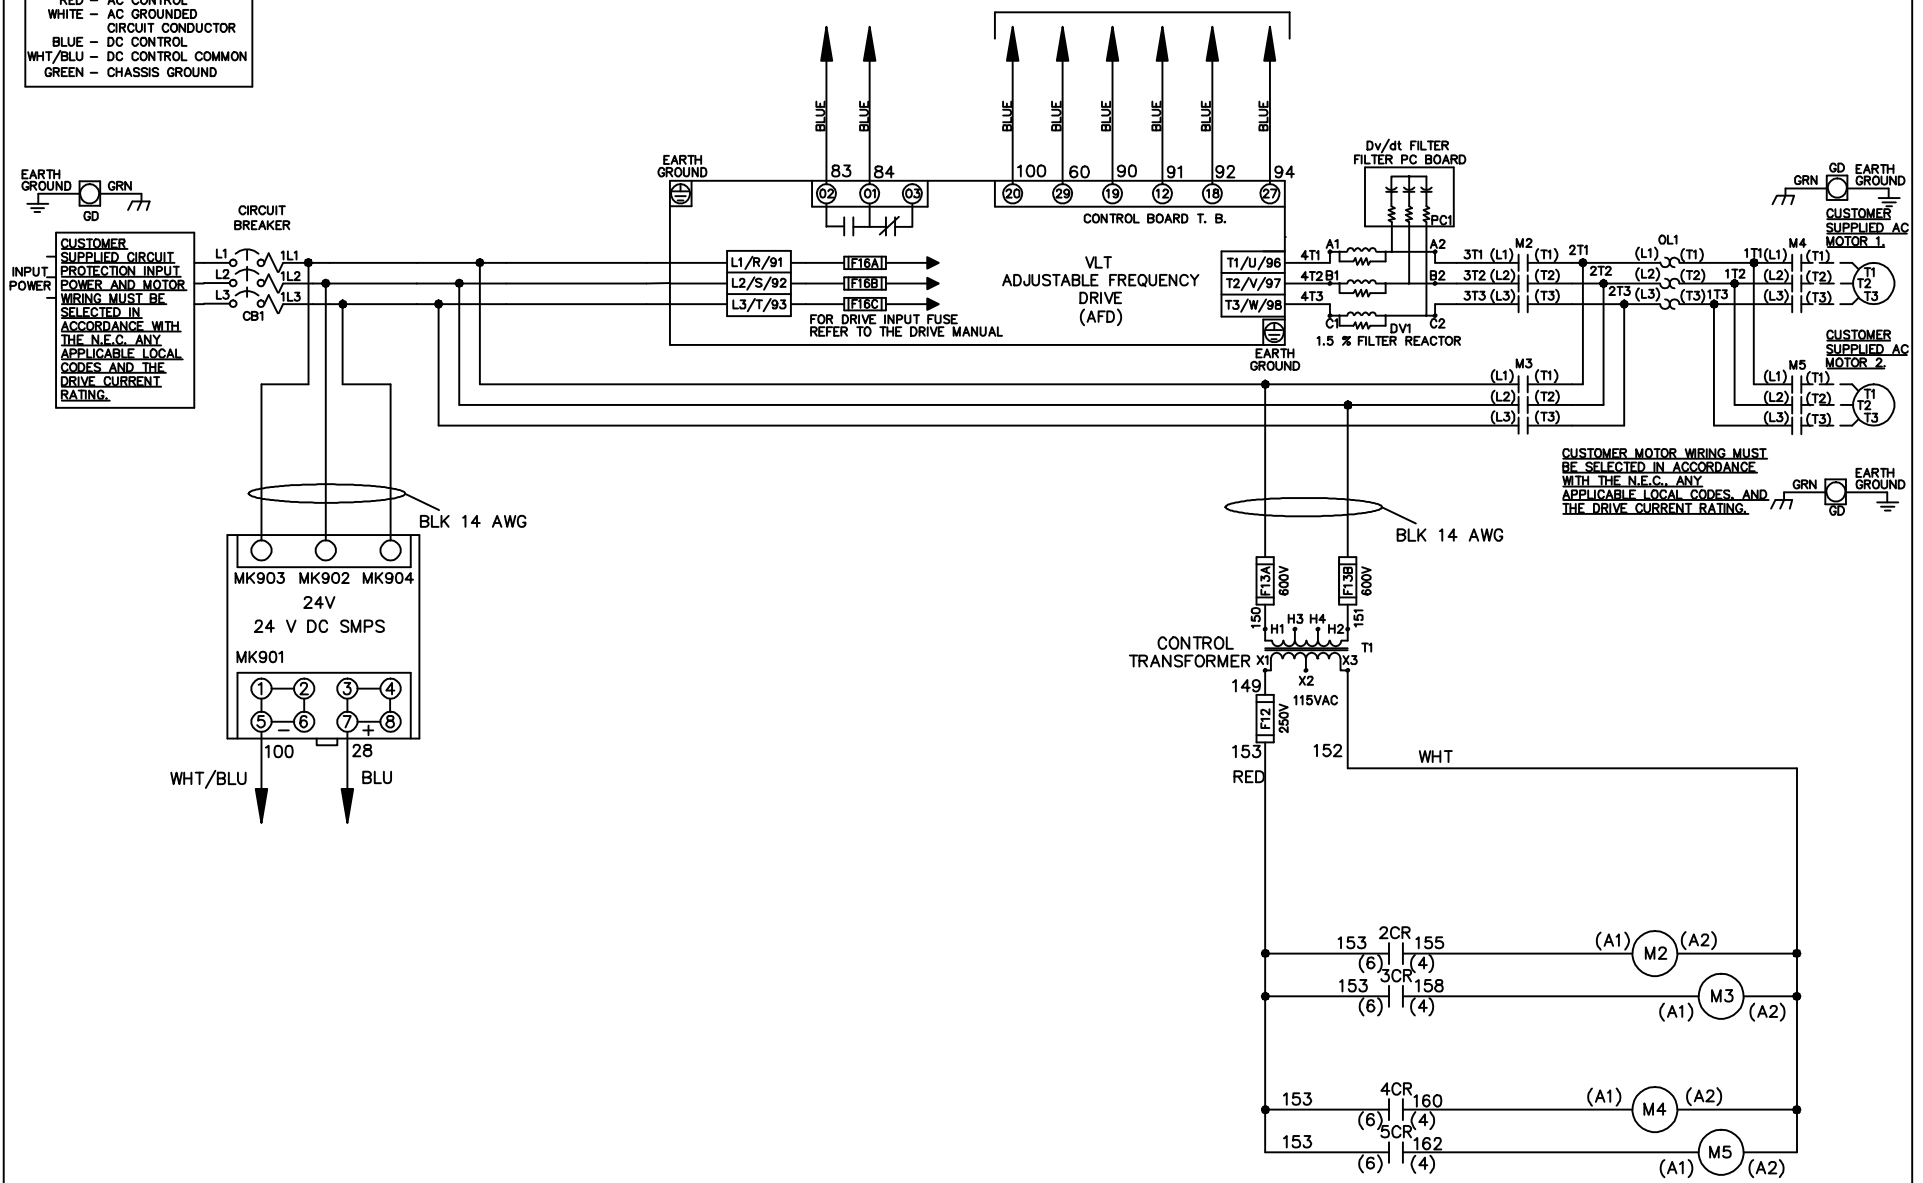 RED – AC CONTROL
WHITE – AC GROUNDED
CIRCUIT CONDUCTOR
BLUE – DC CONTROL
WHT/BLU – DC CONTROL COMMON
GREEN – CHASSIS GROUND
BLUE
BLUE
BLUE
BLUE
BLUE
BLUE
BLUE
BLUE
EARTH
GROUND
GRN
GD
CIRCUIT
BREAKER
INPUT
POWER
CUSTOMER
SUPPLIED CIRCUIT
PROTECTION INPUT
POWER AND MOTOR
WIRING MUST BE
SELECTED IN
ACCORDANCE WITH
THE N.E.C. ANY
APPLICABLE LOCAL
CODES AND THE
DRIVE CURRENT
RATING.
L1
1L1
L2
1L2
L3
1L3
CB1
EARTH
GROUND
83 84
02 01 03
100 60 90 91 92 94
20 29 19 12 18 27
CONTROL BOARD T. B.
L1/R/91
L2/S/92
L3/T/93
F16A
F16B
F16C
FOR DRIVE INPUT FUSE
REFER TO THE DRIVE MANUAL
VLT
ADJUSTABLE FREQUENCY
DRIVE
(AFD)
T1/U/96
T2/V/97
T3/W/98
EARTH
GROUND
Dv/dt FILTER
FILTER PC BOARD
PC1
4T1 A1 A2 3T1 (L1) M2 (T1) 2T1 (L1) OL1 (T1) 1T1 (L1) M4 (T1)
4T2 B1 B2 3T2 (L2) (T2) 2T2 (L2) (T2) 1T2 (L2) (T2)
4T3 C1 C2 3T3 (L3) (T3) 2T3 (L3) (T3) 1T3 (L3) (T3)
DV1
1.5 % FILTER REACTOR
T1
T2
T3
GRN
GD
EARTH
GROUND
CUSTOMER
SUPPLIED AC
MOTOR 1.
CUSTOMER
SUPPLIED AC
MOTOR 2.
M3
(L1) (T1)
(L2) (T2)
(L3) (T3)
M5
(L1) (T1)
(L2) (T2)
(L3) (T3)
T1
T2
T3
CUSTOMER MOTOR WIRING MUST
BE SELECTED IN ACCORDANCE
WITH THE N.E.C., ANY
APPLICABLE LOCAL CODES, AND
THE DRIVE CURRENT RATING.
GRN
GD
EARTH
GROUND
BLK 14 AWG
MK903 MK902 MK904
24V
24 V DC SMPS
MK901
1 2 3 4
5 6 7 8
– +
100 28
WHT/BLU BLU
BLK 14 AWG
F13A
600V
F13B
600V
150
151
H1 H3 H4 H2
T1
CONTROL
TRANSFORMER
X1 X3
X2
115VAC
149
F12
250V
153
RED
152
WHT
153 2CR 155 (A1) M2 (A2)
(6) (4)
153 3CR 158 M3
(6) (4) (A1) (A2)
153 4CR 160 (A1) M4 (A2)
(6) (4)
153 5CR 162 M5
(6) (4) (A1) (A2)